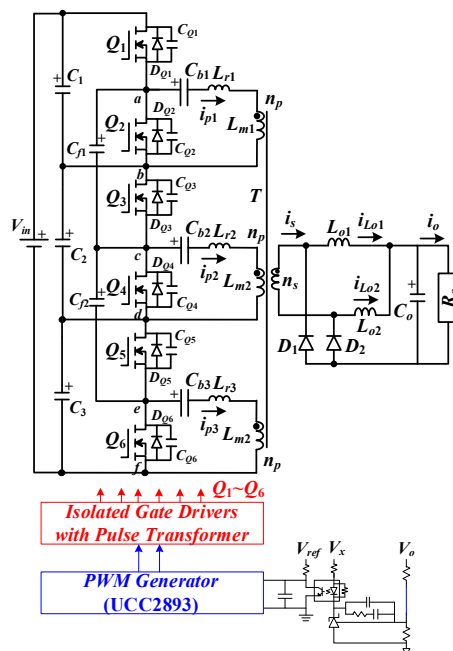 Q1
CQ1
DQ1
C1
Cb1 Lr1
np
a
ip1
Lm1
DQ2
Q2
CQ2
Cf1
b
CQ3
Q3
T
DQ3
Vin
Cb2 Lr2
np
is
Lo1
iLo1
io
C2
c
ip2
Lm2
ns
iLo2
Co
DQ4
Q4
CQ4
Cf2
d
Lo2
D1
D2
CQ5
Q5
DQ5
C3
Cb3 Lr3
e
ip3
Lm2
DQ6
Q6
CQ6
f
np
Q1~Q6
Isolated Gate Drivers
with Pulse Transformer
PWM Generator
(UCC2893)
Vref
Vx
Vo